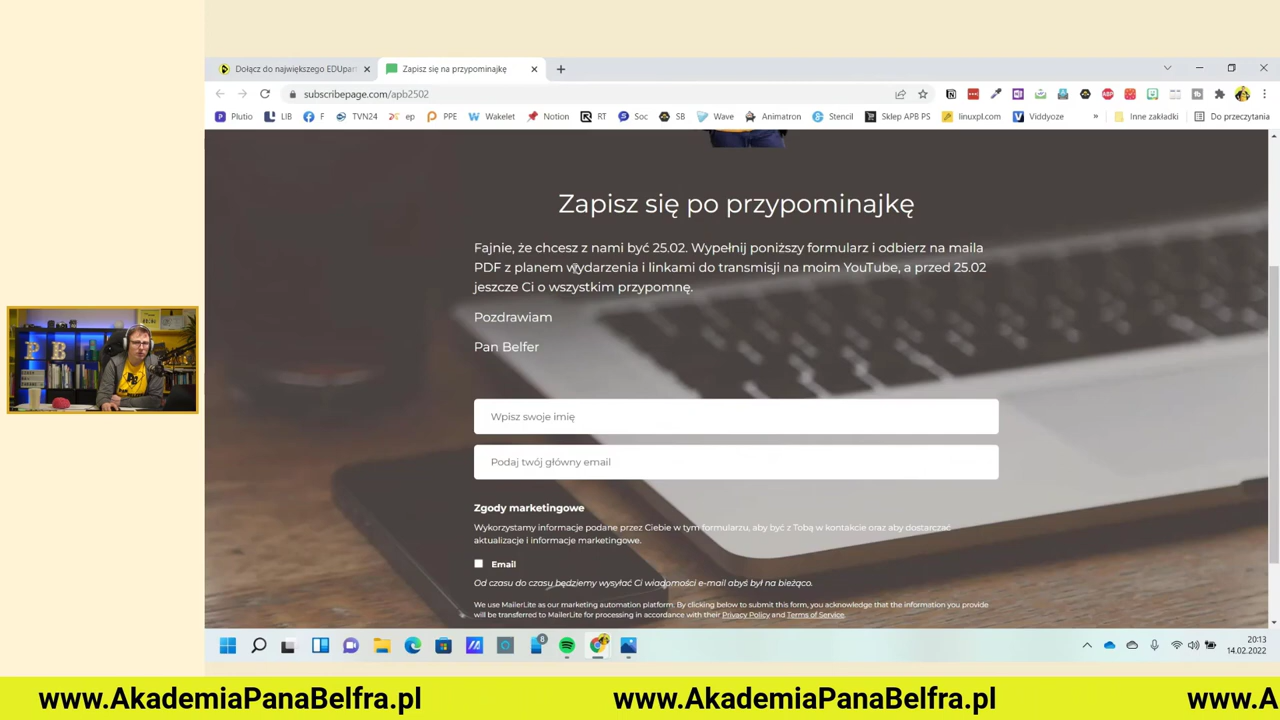 Dołącz do największego EDUpar
Zapisz się na przypominajkę
subscribepage.com/apb2502
Plutio LIB F TVN24 ep PPE Wakelet Notion RT Soc SB Wave Animatron Stencil Sklep APB PS linuxpl.com Viddyoze » Inne zakładki Do przeczytania
Zapisz się po przypominajkę
Fajnie, że chcesz z nami być 25.02. Wypełnij poniższy formularz i odbierz na maila
PDF z planem wydarzenia i linkami do transmisji na moim YouTube, a przed 25.02
jeszcze Ci o wszystkim przypomnę.
Pozdrawiam
Pan Belfer
P B
Wpisz swoje imię
Podaj twój główny email
Zgody marketingowe
Wykorzystamy informacje podane przez Ciebie w tym formularzu, aby być z Tobą w kontakcie oraz aby dostarczać
aktualizacje i informacje marketingowe.
Email
Od czasu do czasy będziemy wysyłać Ci wiadomości e-mail abyś był na bieżąco.
We use MailerLite as our marketing automation platform. By clicking below to submit this form, you acknowledge that the information you provide
will be transferred to MailerLite for processing in accordance with their Privacy Policy and Terms of Service.
8
20:13
14.02.2022
www.AkademiaPanaBelfra.pl www.AkademiaPanaBelfra.pl www.A